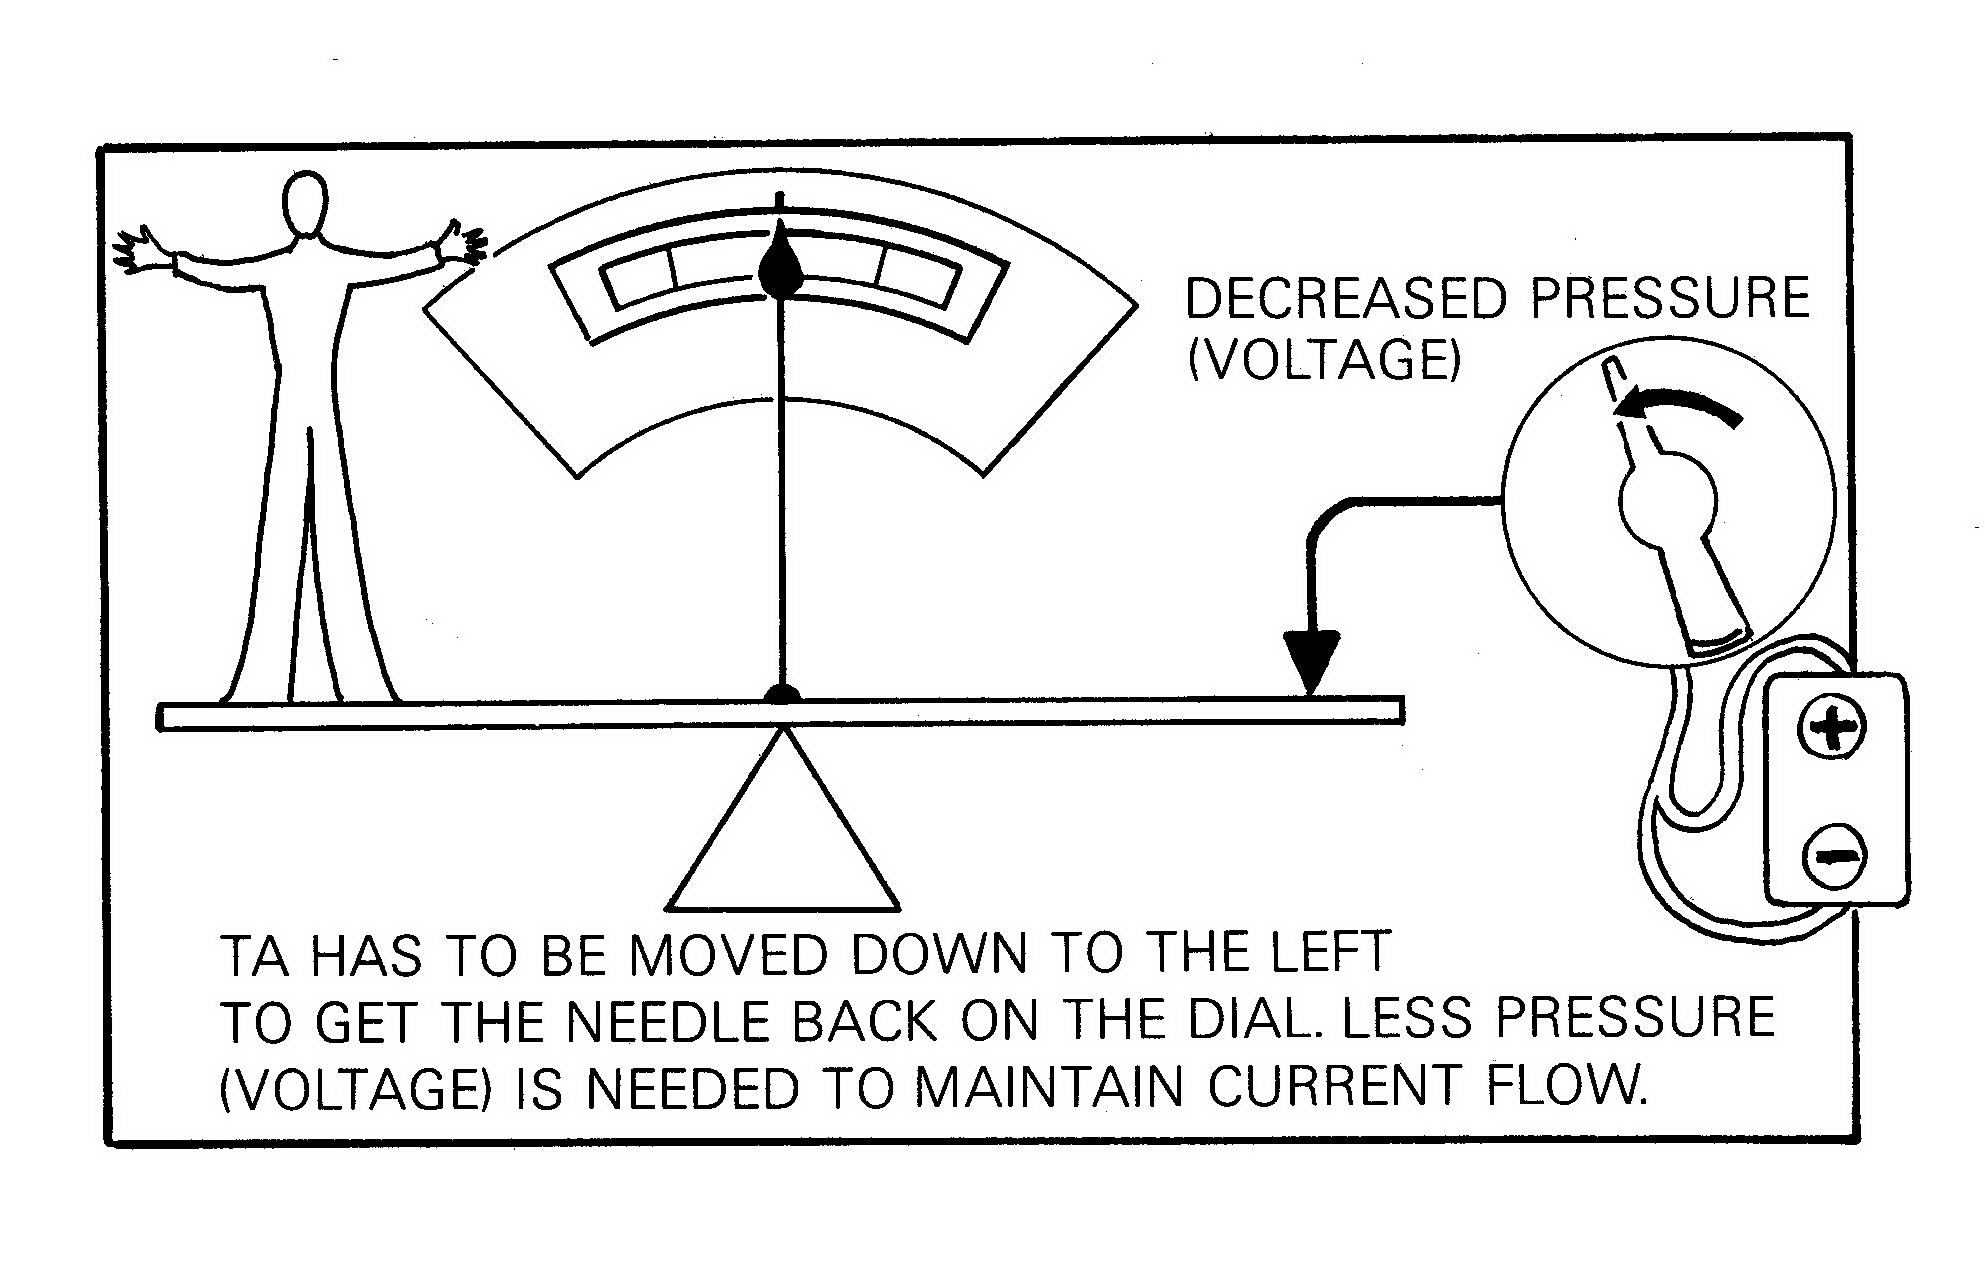 DECREASED PRESSURE
(VOLTAGE)
+
−
TA HAS TO BE MOVED DOWN TO THE LEFT
TO GET THE NEEDLE BACK ON THE DIAL. LESS PRESSURE
(VOLTAGE) IS NEEDED TO MAINTAIN CURRENT FLOW.